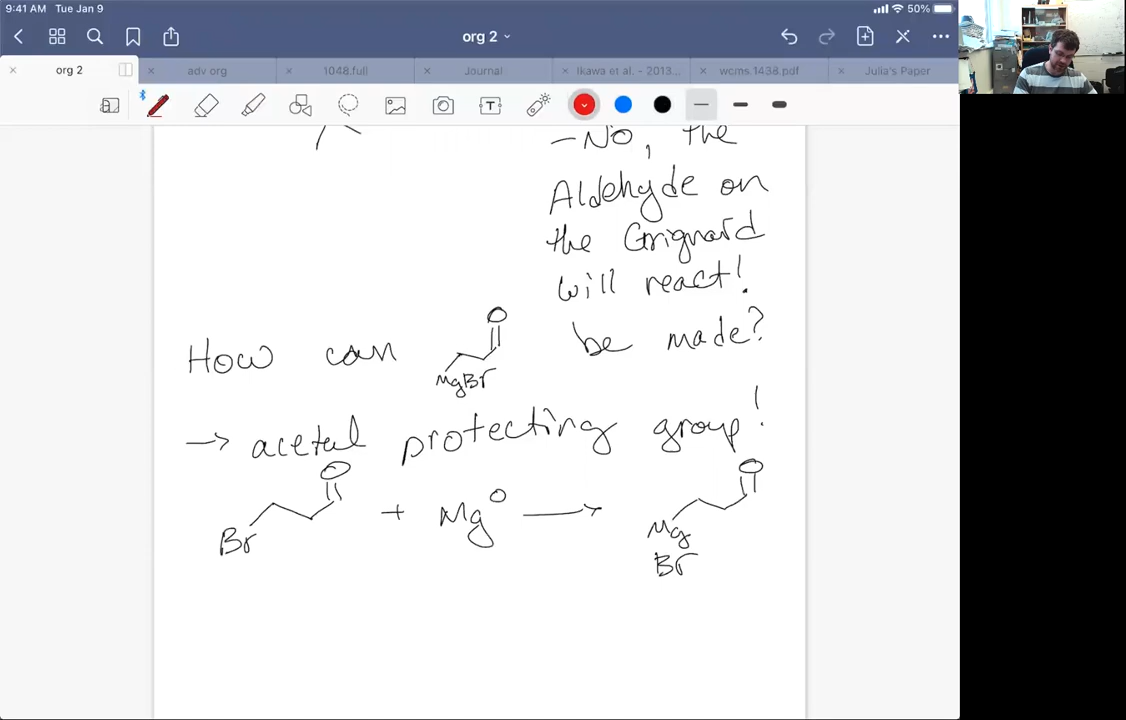 9:41 AM Tue Jan 9
50%
org 2
org 2
adv org
1048.full
Journal
Ikawa et al. - 2013...
wcms.1438.pdf
Julia's Paper
T
-No, the
Aldehyde on
the Grignard
will react!
How can O MgBr be made?
→ acetal protecting group!
O O
Br + Mg⁰ → Mg
Br